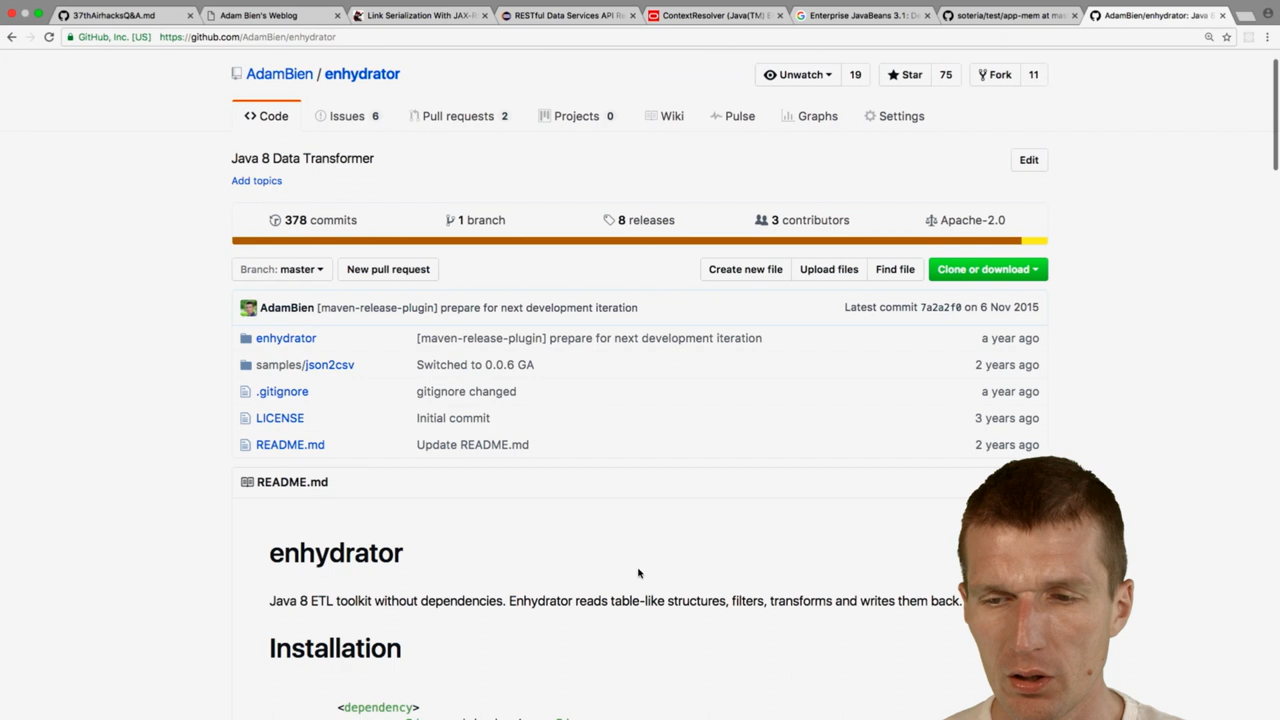 37thAirhacksQ&A.md
Adam Bien's Weblog
Link Serialization With JAX-R
RESTful Data Services API R
ContextResolver (Java(TM) E
Enterprise JavaBeans 3.1: De
soteria/test/app-mem at mas
AdamBien/enhydrator: Java 8
GitHub, Inc. [US]
https://github.com/AdamBien/enhydrator
AdamBien / enhydrator
Unwatch 19
Star 75
Fork 11
<> Code
Issues 6
Pull requests 2
Projects 0
Wiki
Pulse
Graphs
Settings
Java 8 Data Transformer
Edit
Add topics
378 commits
1 branch
8 releases
3 contributors
Apache-2.0
Branch: master
New pull request
Create new file
Upload files
Find file
Clone or download
AdamBien [maven-release-plugin] prepare for next development iteration
Latest commit 7a2a2f0 on 6 Nov 2015
enhydrator [maven-release-plugin] prepare for next development iteration a year ago
samples/json2csv Switched to 0.0.6 GA 2 years ago
.gitignore gitignore changed a year ago
LICENSE Initial commit 3 years ago
README.md Update README.md 2 years ago
README.md
enhydrator
Java 8 ETL toolkit without dependencies. Enhydrator reads table-like structures, filters, transforms and writes them back.
Installation
<dependency>